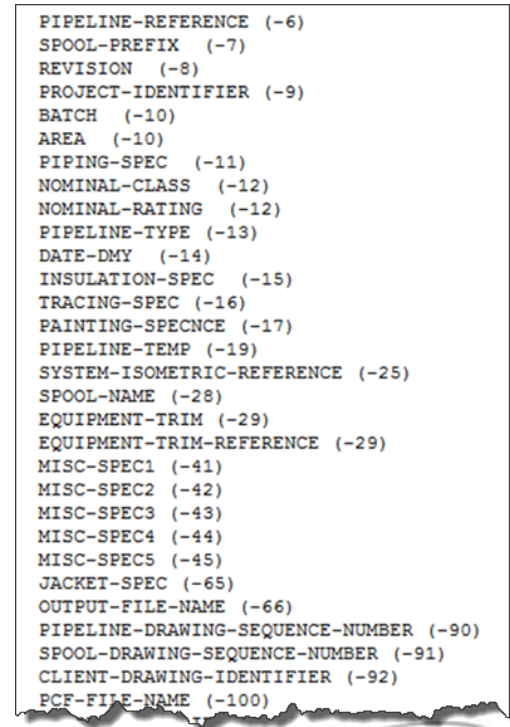 PIPELINE-REFERENCE (-6)
SPOOL-PREFIX (-7)
REVISION (-8)
PROJECT-IDENTIFIER (-9)
BATCH (-10)
AREA (-10)
PIPING-SPEC (-11)
NOMINAL-CLASS (-12)
NOMINAL-RATING (-12)
PIPELINE-TYPE (-13)
DATE-DMY (-14)
INSULATION-SPEC (-15)
TRACING-SPEC (-16)
PAINTING-SPECNCE (-17)
PIPELINE-TEMP (-19)
SYSTEM-ISOMETRIC-REFERENCE (-25)
SPOOL-NAME (-28)
EQUIPMENT-TRIM (-29)
EQUIPMENT-TRIM-REFERENCE (-29)
MISC-SPEC1 (-41)
MISC-SPEC2 (-42)
MISC-SPEC3 (-43)
MISC-SPEC4 (-44)
MISC-SPEC5 (-45)
JACKET-SPEC (-65)
OUTPUT-FILE-NAME (-66)
PIPELINE-DRAWING-SEQUENCE-NUMBER (-90)
SPOOL-DRAWING-SEQUENCE-NUMBER (-91)
CLIENT-DRAWING-IDENTIFIER (-92)
PCF-FILE-NAME (-100)